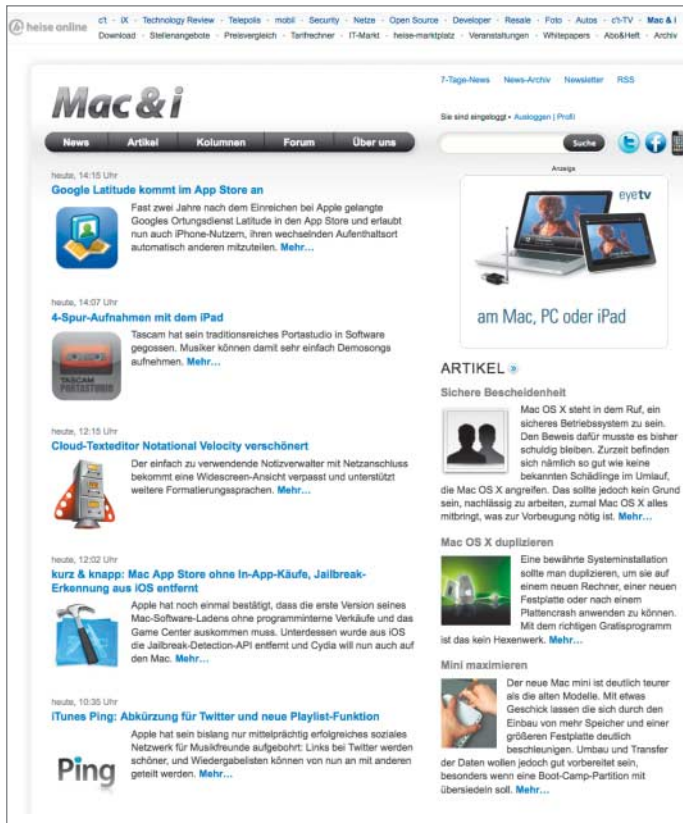 heise online
c't · iX · Technology Review · Telepolis · mobil · Security · Netze · Open Source · Developer · Resale · Foto · Autos · c't-TV · Mac & i
Download · Stellenangebote · Preisvergleich · Tarifrechner · IT-Markt · heise-marktplatz · Veranstaltungen · Whitepapers · Abo&Heft · Archiv
7-Tage-News News-Archiv Newsletter RSS
Mac & i
Sie sind eingeloggt • Ausloggen | Profil
News Artikel Kolumnen Forum Über uns
Suche
heute, 14:15 Uhr
Google Latitude kommt im App Store an
Fast zwei Jahre nach dem Einreichen bei Apple gelangte
Googles Ortungsdienst Latitude in den App Store und erlaubt
nun auch iPhone-Nutzern, ihren wechselnden Aufenthaltsort
automatisch anderen mitzuteilen. Mehr…
heute, 14:07 Uhr
4-Spur-Aufnahmen mit dem iPad
Tascam hat sein traditionsreiches Portastudio in Software
gegossen. Musiker können damit sehr einfach Demosongs
aufnehmen. Mehr…
TASCAM
PORTASTUDIO
heute, 12:15 Uhr
Cloud-Texteditor Notational Velocity verschönert
Der einfach zu verwendende Notizverwalter mit Netzanschluss
bekommt eine Widescreen-Ansicht verpasst und unterstützt
weitere Formatierungssprachen. Mehr…
heute, 12:02 Uhr
kurz & knapp: Mac App Store ohne In-App-Käufe, Jailbreak-
Erkennung aus iOS entfernt
Apple hat noch einmal bestätigt, dass die erste Version seines
Mac-Software-Ladens ohne programminterne Verkäufe und das
Game Center auskommen muss. Unterdessen wurde aus iOS
die Jailbreak-Detection-API entfernt und Cydia will nun auch auf
den Mac. Mehr…
heute, 10:35 Uhr
iTunes Ping: Abkürzung für Twitter und neue Playlist-Funktion
Apple hat sein bislang nur mittelprächtig erfolgreiches soziales
Netzwerk für Musikfreunde aufgebohrt: Links bei Twitter werden
schöner, und Wiedergabelisten können von nun an mit anderen
geteilt werden. Mehr…
Ping
Anzeige
eyetv
am Mac, PC oder iPad
ARTIKEL
Sichere Bescheidenheit
Mac OS X steht in dem Ruf, ein
sicheres Betriebssystem zu sein.
Den Beweis dafür musste es bisher
schuldig bleiben. Zurzeit befinden
sich nämlich so gut wie keine
bekannten Schädlinge im Umlauf,
die Mac OS X angreifen. Das sollte jedoch kein Grund
sein, nachlässig zu arbeiten, zumal Mac OS X alles
mitbringt, was zur Vorbeugung nötig ist. Mehr…
Mac OS X duplizieren
Eine bewährte Systeminstallation
sollte man duplizieren, um sie auf
einem neuen Rechner, einer neuen
Festplatte oder nach einem
Plattencrash anwenden zu können.
Mit dem richtigen Gratisprogramm
ist das kein Hexenwerk. Mehr…
Mini maximieren
Der neue Mac mini ist deutlich teurer
als die alten Modelle. Mit etwas
Geschick lassen die sich durch den
Einbau von mehr Speicher und einer
größeren Festplatte deutlich
beschleunigen. Umbau und Transfer
der Daten wollen jedoch gut vorbereitet sein,
besonders wenn eine Boot-Camp-Partition mit
übersiedeln soll. Mehr…